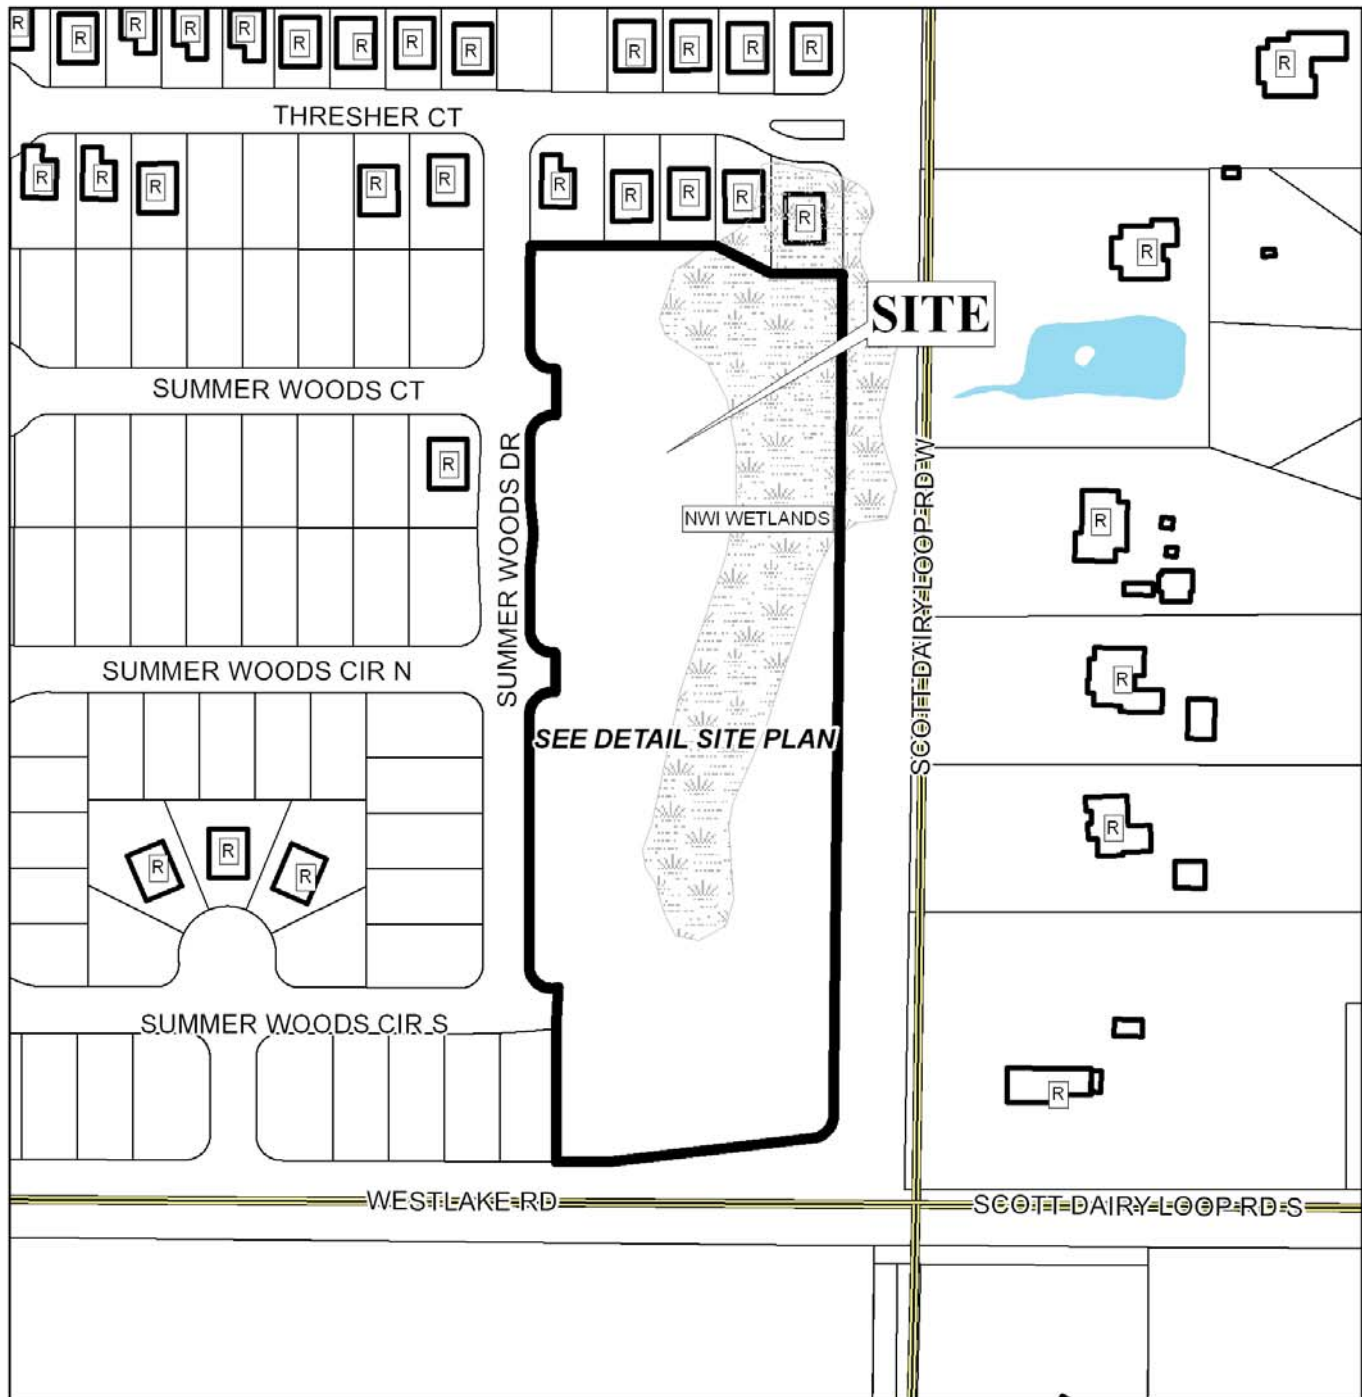 R R R R R R R R R R R R R R
THRESHER CT
R R R R R R R R R R
R
SITE
SUMMER WOODS CT
R
SUMMER WOODS DR
SCOTT DAIRY LOOP RD W
NWI WETLANDS
R
SUMMER WOODS CIR N
R
SEE DETAIL SITE PLAN
R
R R R
SUMMER WOODS CIR S
R
WESTLAKE RD
SCOTT DAIRY LOOP RD S